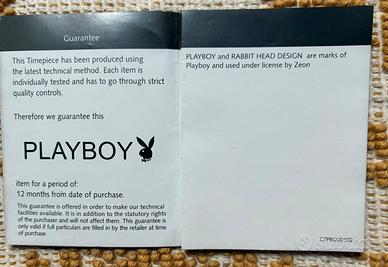 Guarantee
This Timepiece has been produced using
the latest technical method. Each item is
individually tested and has to go through strict
quality controls.
Therefore we guarantee this
PLAYBOY
item for a period of:
12 months from date of purchase.
This guarantee is offered in order to make our technical
facilities available. It is in addition to the statutory rights
of the purchaser and will not affect them. This guarantee is
only valid if full particulars are filled in by the retailer at time
of purchase.
PLAYBOY and RABBIT HEAD DESIGN are marks of
Playboy and used under license by Zeon